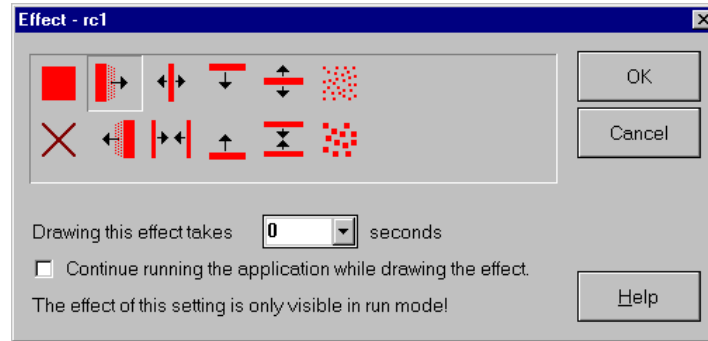 Effect - rc1
OK
Cancel
Drawing this effect takes 0 seconds
Continue running the application while drawing the effect.
The effect of this setting is only visible in run mode!
Help